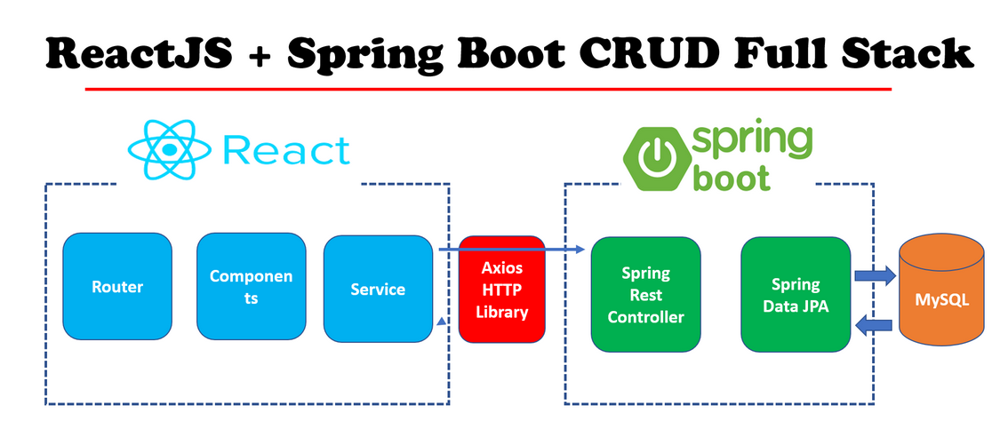 ReactJS + Spring Boot CRUD Full Stack
React
spring
boot
Router
Componen
ts
Service
Axios
HTTP
Library
Spring
Rest
Controller
Spring
Data JPA
MySQL